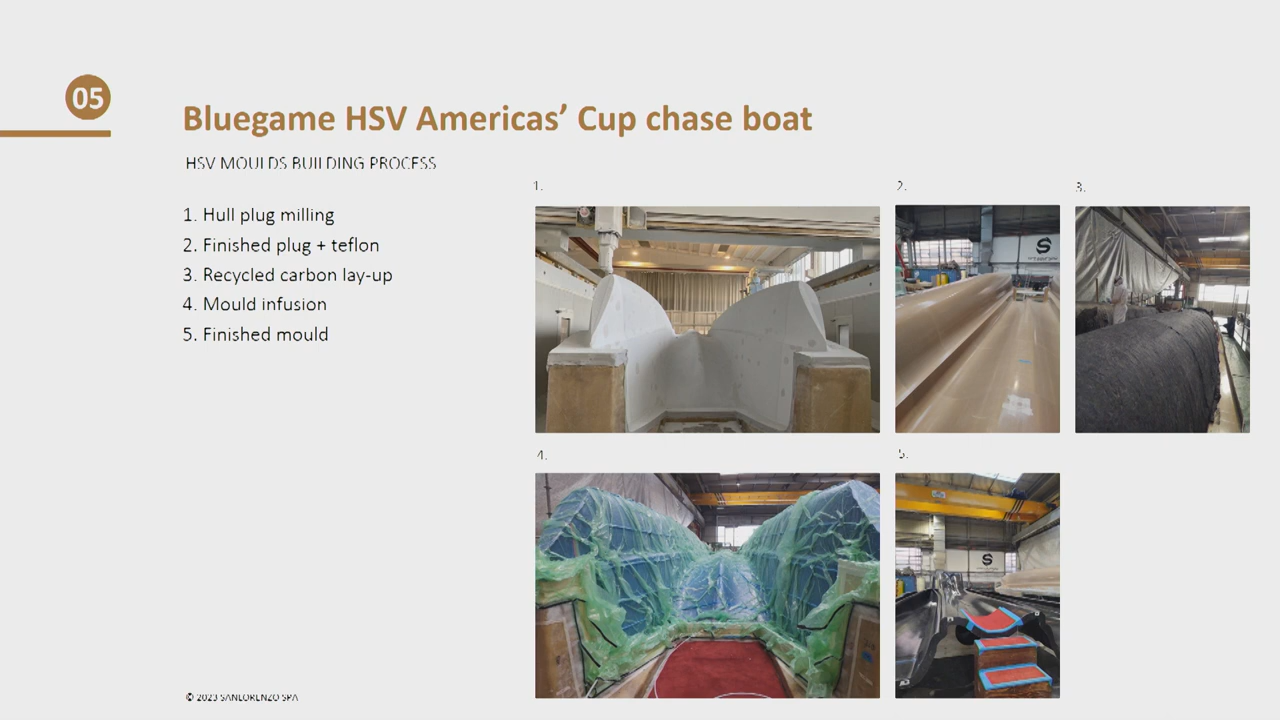 05
Bluegame HSV Americas’ Cup chase boat
HSV MOULDS BUILDING PROCESS
1. Hull plug milling
2. Finished plug + teflon
3. Recycled carbon lay-up
4. Mould infusion
5. Finished mould
1.
2.
3.
4.
5.
© 2023 SANLORENZO SPA